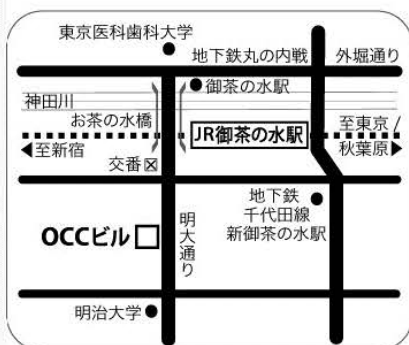 東京医科歯科大学
地下鉄丸の内戦
外堀通り
御茶の水駅
神田川
お茶の水橋
JR御茶の水駅
至東京 /
秋葉原▶
◀至新宿
交番
地下鉄
千代田線
新御茶の水駅
OCCビル
明大通り
明治大学